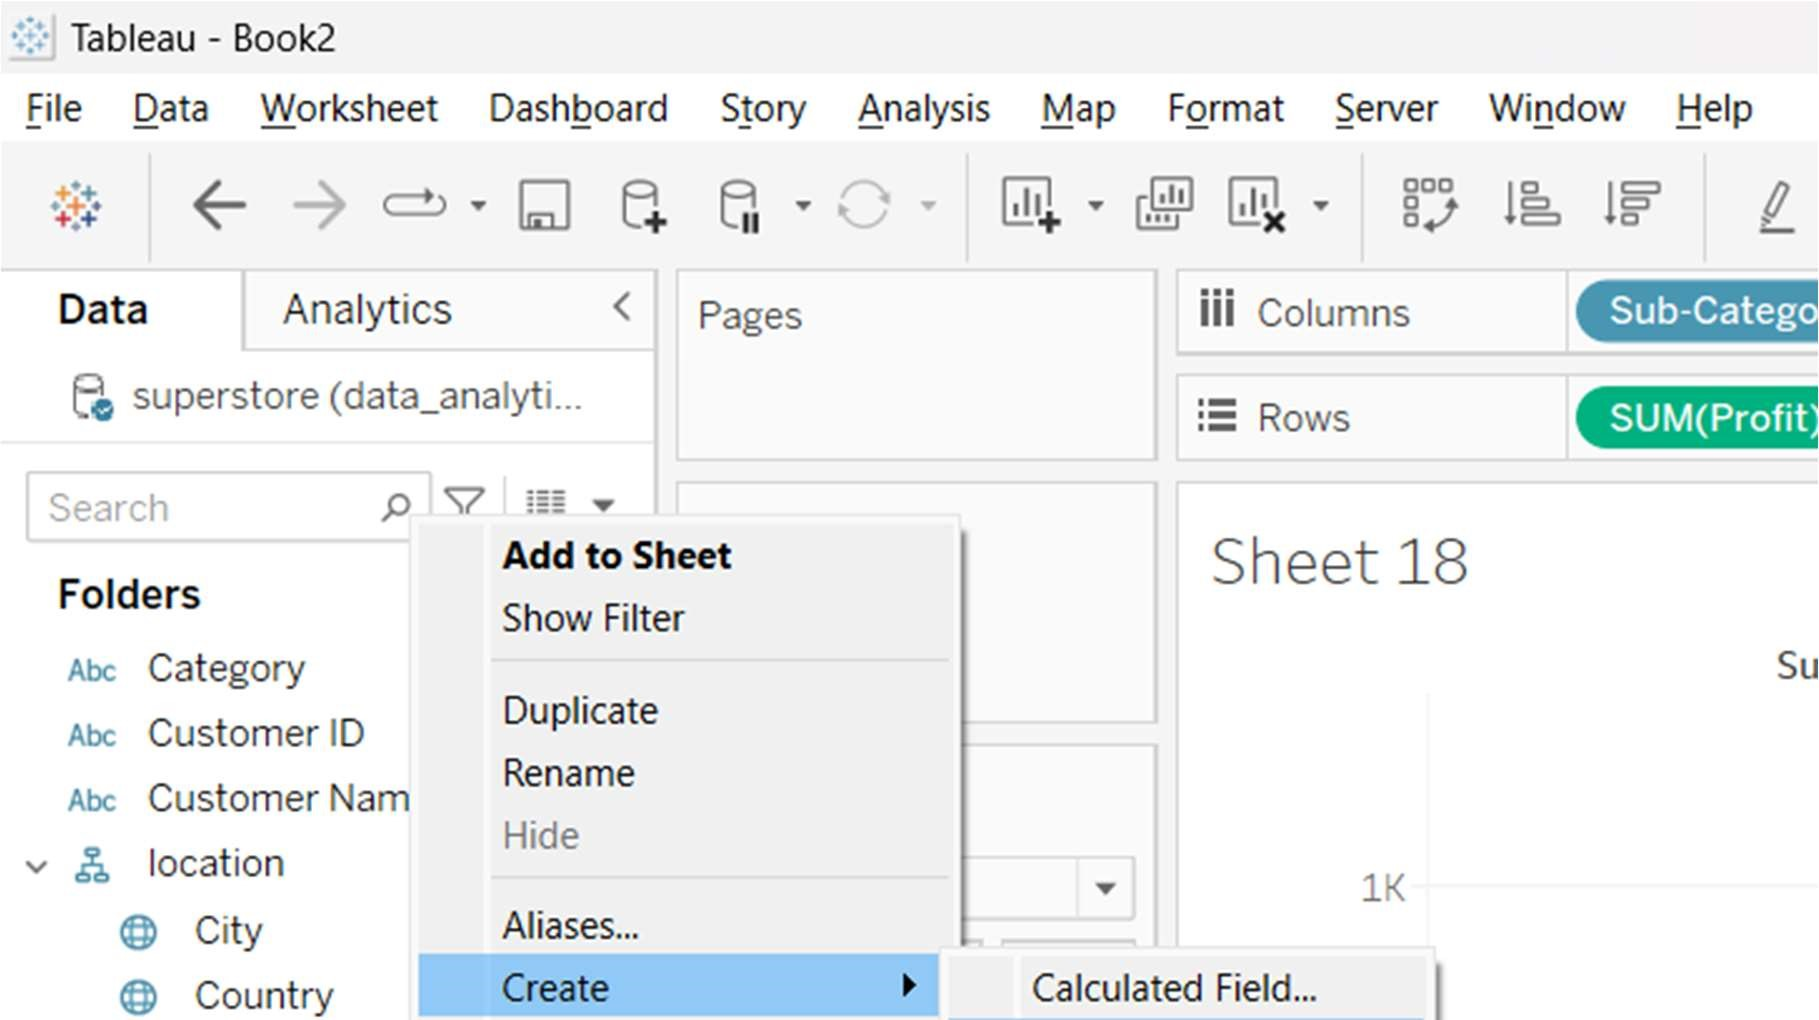 Tableau - Book2
File Data Worksheet Dashboard Story Analysis Map Format Server Window Help
Data Analytics
superstore (data_analyti...
Search
Folders
Abc Category
Abc Customer ID
Abc Customer Nam
location
City
Country
Add to Sheet
Show Filter
Duplicate
Rename
Hide
Aliases...
Create
Calculated Field...
Pages
Columns Sub-Catego
Rows SUM(Profit)
Sheet 18
Su
1K